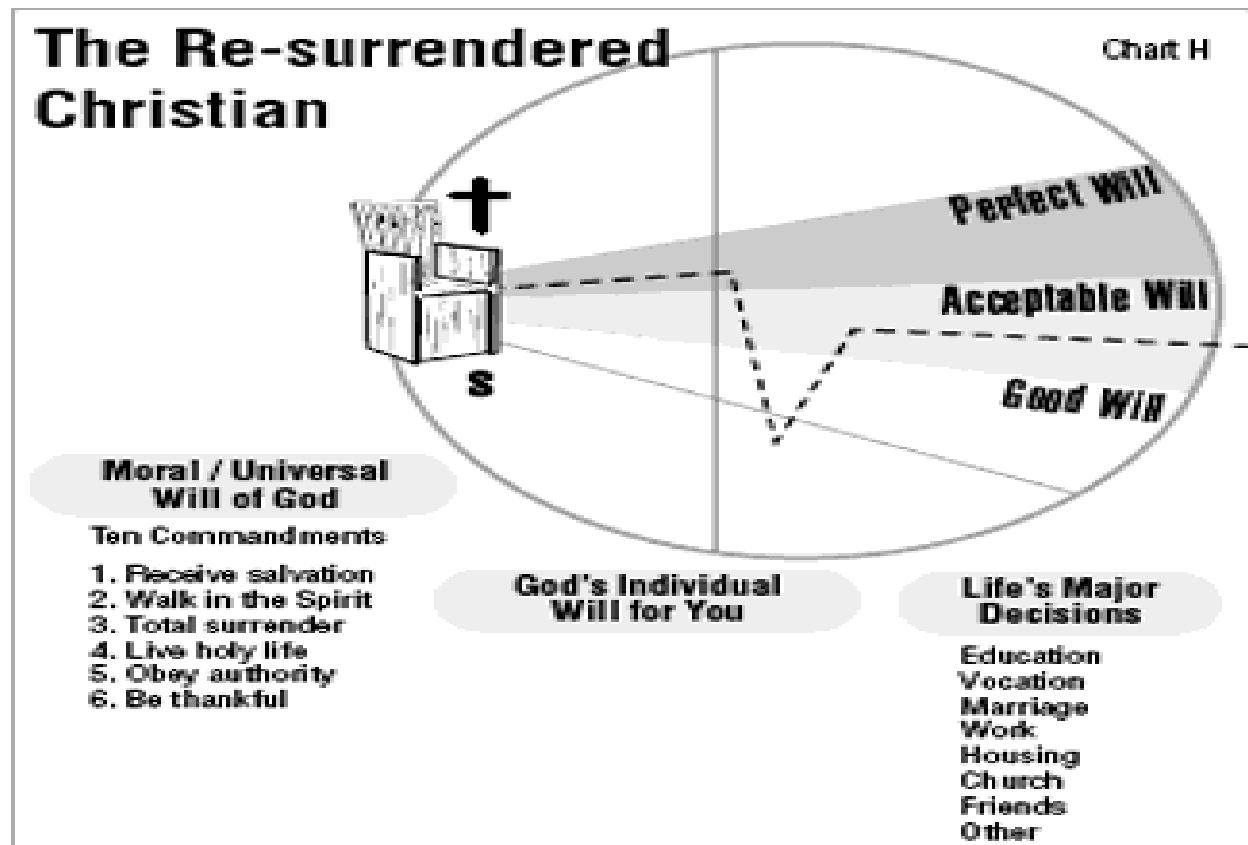 The Re-surrendered
Christian
Chart H
Perfect Will
Acceptable Will
Good Will
s
Moral / Universal
Will of God
Ten Commandments
1. Receive salvation
2. Walk in the Spirit
3. Total surrender
4. Live holy life
5. Obey authority
6. Be thankful
God's Individual
Will for You
Life's Major
Decisions
Education
Vocation
Marriage
Work
Housing
Church
Friends
Other